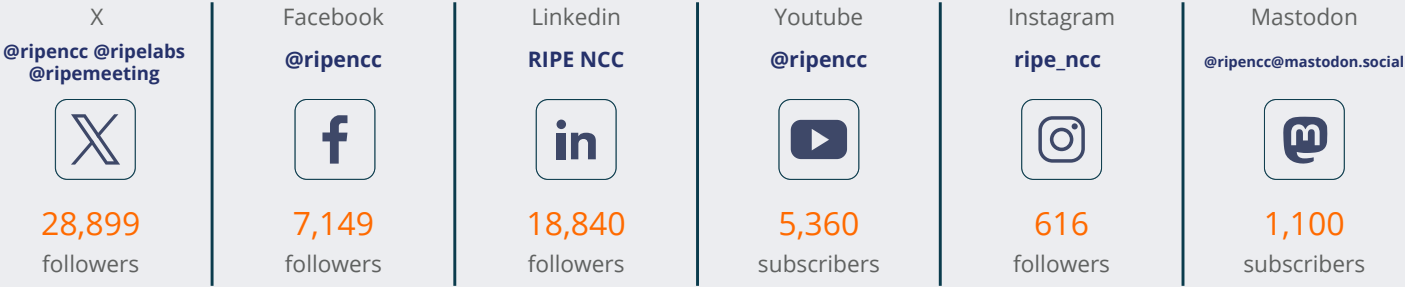 X
@ripencc @ripelabs
@ripemeeting
28,899
followers
Facebook
@ripencc
7,149
followers
Linkedin
RIPE NCC
18,840
followers
Youtube
@ripencc
5,360
subscribers
Instagram
ripe_ncc
616
followers
Mastodon
@ripencc@mastodon.social
1,100
subscribers